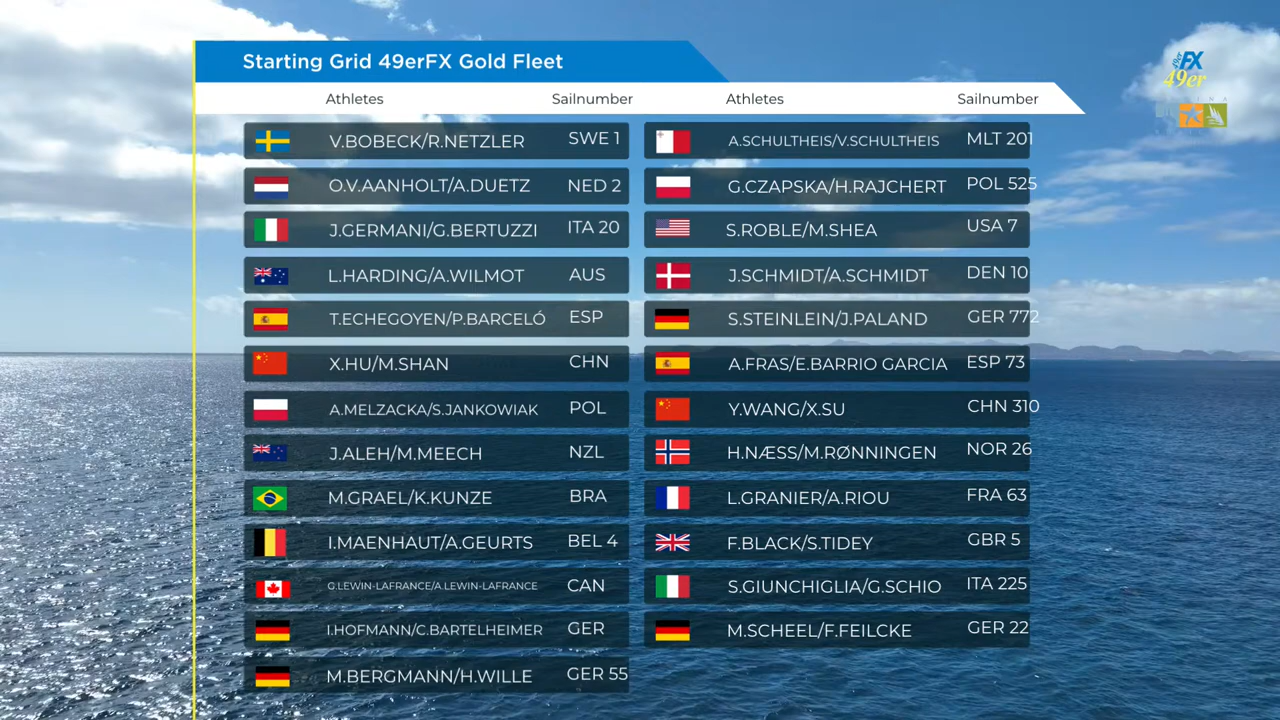 Starting Grid 49erFX Gold Fleet
Athletes Sailnumber Athletes Sailnumber
V.BOBECK/R.NETZLER SWE 1
O.V.AANHOLT/A.DUETZ NED 2
J.GERMANI/G.BERTUZZI ITA 20
L.HARDING/A.WILMOT AUS
T.ECHEGOYEN/P.BARCELÓ ESP
X.HU/M.SHAN CHN
A.MELZACKA/S.JANKOWIAK POL
J.ALEH/M.MEECH NZL
M.GRAEL/K.KUNZE BRA
I.MAENHAUT/A.GEURTS BEL 4
G.LEWIN-LAFRANCE/A.LEWIN-LAFRANCE CAN
I.HOFMANN/C.BARTELHEIMER GER
M.BERGMANN/H.WILLE GER 55
A.SCHULTHEIS/V.SCHULTHEIS MLT 201
G.CZAPSKA/H.RAJCHERT POL 525
S.ROBLE/M.SHEA USA 7
J.SCHMIDT/A.SCHMIDT DEN 10
S.STEINLEIN/J.PALAND GER 772
A.FRAS/E.BARRIO GARCIA ESP 73
Y.WANG/X.SU CHN 310
H.NÆSS/M.RØNNINGEN NOR 26
L.GRANIER/A.RIOU FRA 63
F.BLACK/S.TIDEY GBR 5
S.GIUNCHIGLIA/G.SCHIO ITA 225
M.SCHEEL/F.FEILCKE GER 22
49er FX
49er